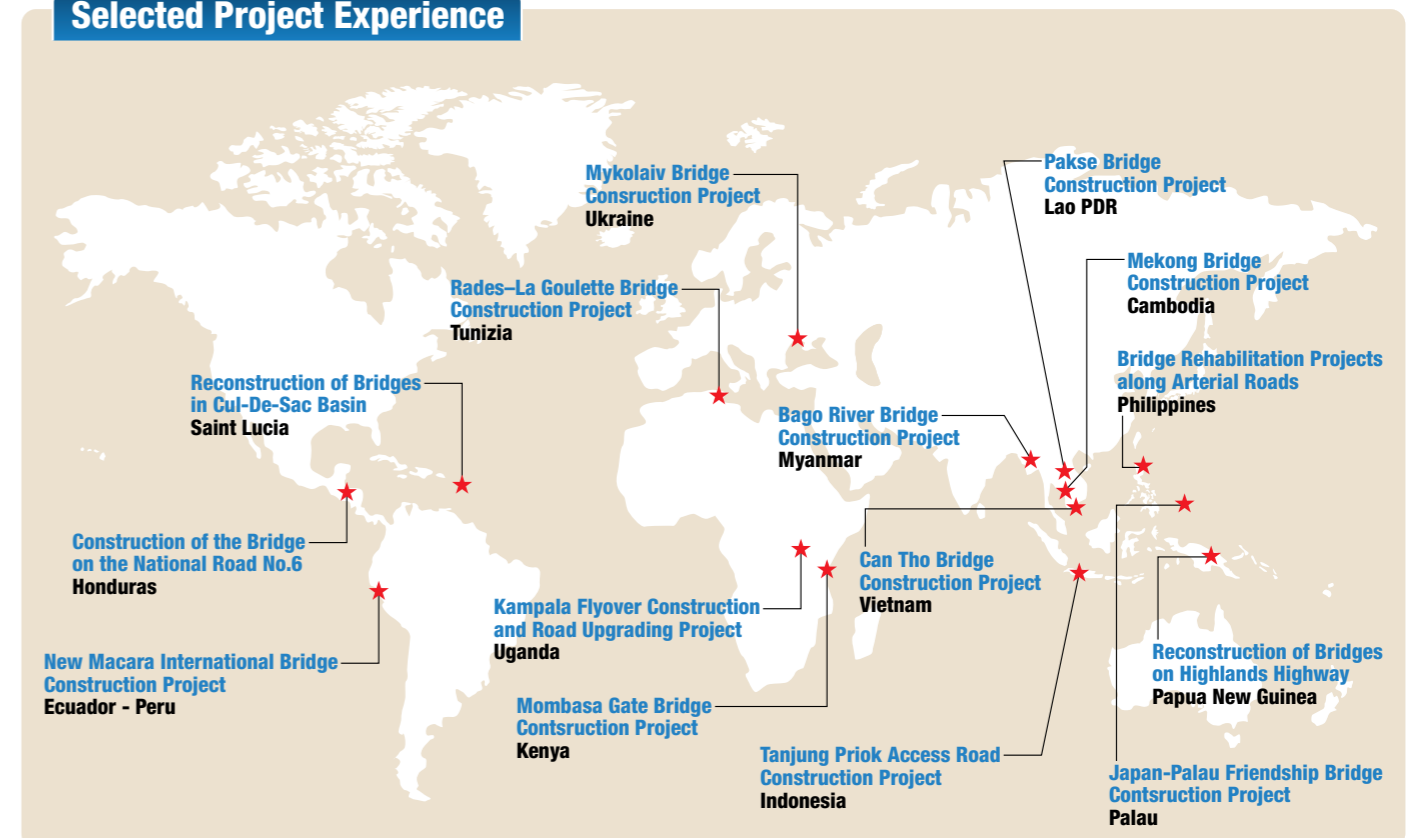 Selected Project Experience
Mykolaiv Bridge
Consruction Project
Ukraine
Pakse Bridge
Construction Project
Lao PDR
Mekong Bridge
Construction Project
Cambodia
Rades–La Goulette Bridge
Construction Project
Tunizia
Bridge Rehabilitation Projects
along Arterial Roads
Philippines
Reconstruction of Bridges
in Cul-De-Sac Basin
Saint Lucia
Bago River Bridge
Construction Project
Myanmar
Construction of the Bridge
on the National Road No.6
Honduras
Can Tho Bridge
Construction Project
Vietnam
Kampala Flyover Construction
and Road Upgrading Project
Uganda
New Macara International Bridge
Construction Project
Ecuador - Peru
Reconstruction of Bridges
on Highlands Highway
Papua New Guinea
Mombasa Gate Bridge
Contsruction Project
Kenya
Tanjung Priok Access Road
Construction Project
Indonesia
Japan-Palau Friendship Bridge
Contsruction Project
Palau